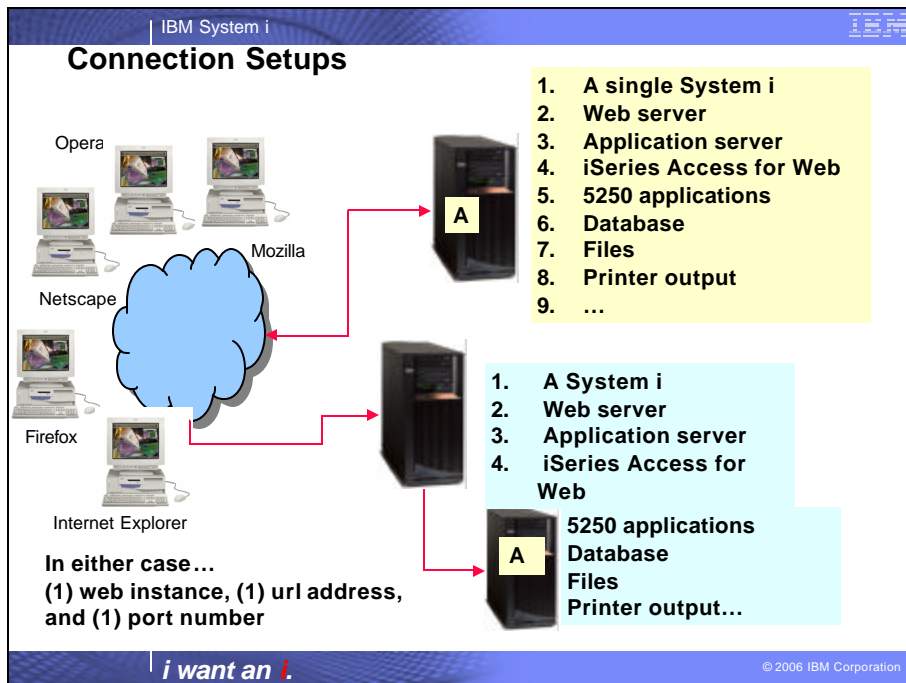 IBM System i
IBM
Connection Setups
Opera
Mozilla
Netscape
Firefox
Internet Explorer
A
1. A single System i
2. Web server
3. Application server
4. iSeries Access for Web
5. 5250 applications
6. Database
7. Files
8. Printer output
9. …
1. A System i
2. Web server
3. Application server
4. iSeries Access for
Web
A
5250 applications
Database
Files
Printer output…
In either case…
(1) web instance, (1) url address,
and (1) port number
i want an i.
© 2006 IBM Corporation